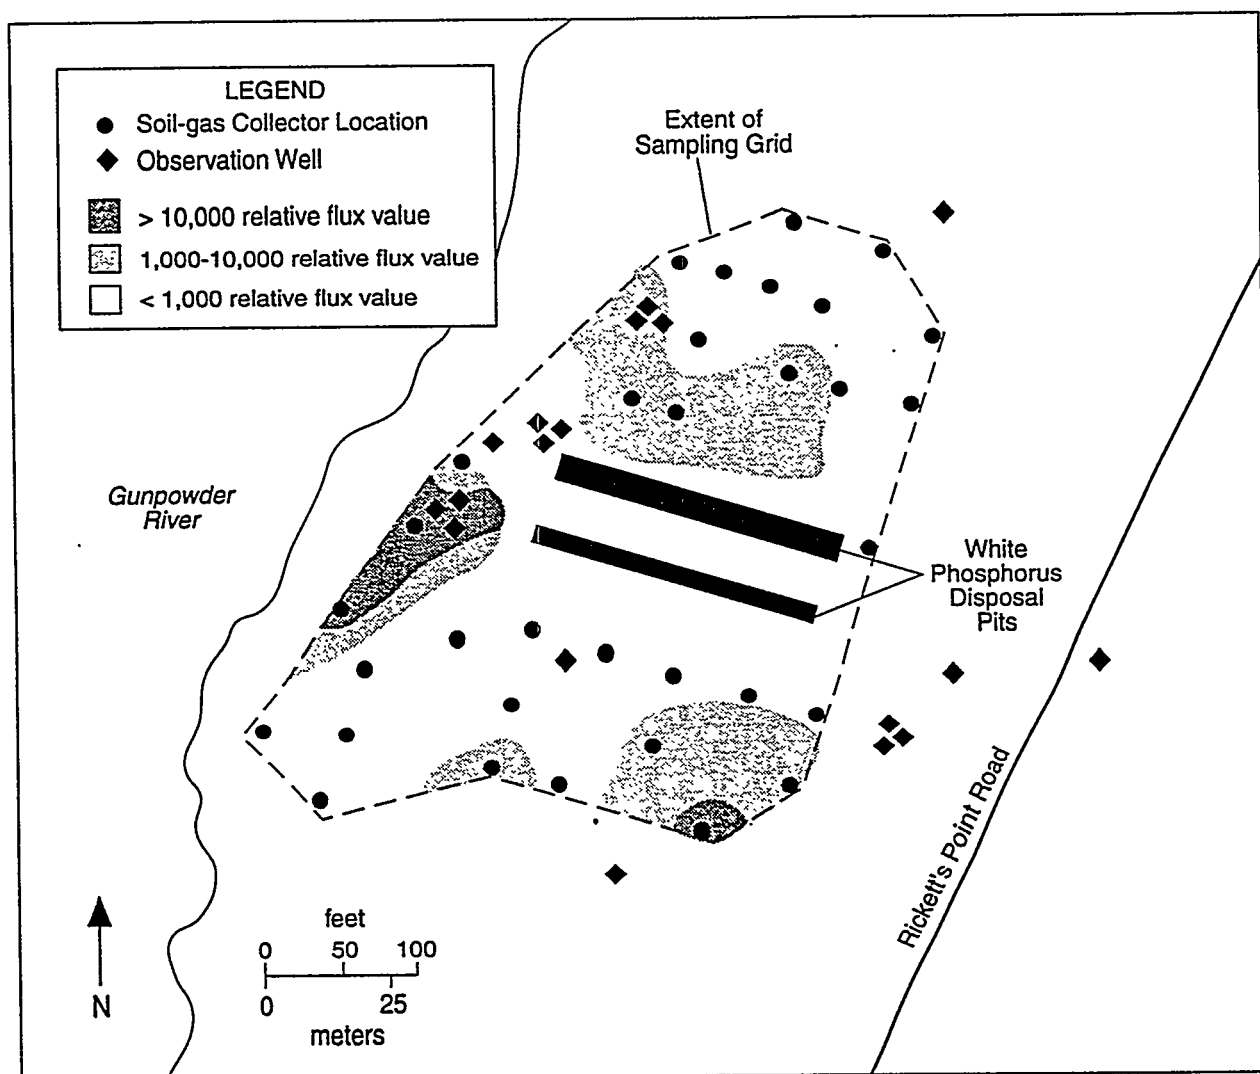 LEGEND
Soil-gas Collector Location
Observation Well
> 10,000 relative flux value
1,000-10,000 relative flux value
< 1,000 relative flux value
Extent of
Sampling Grid
Gunpowder
River
White
Phosphorus
Disposal
Pits
Rickett's Point Road
feet
0 50 100
0 25
meters
N